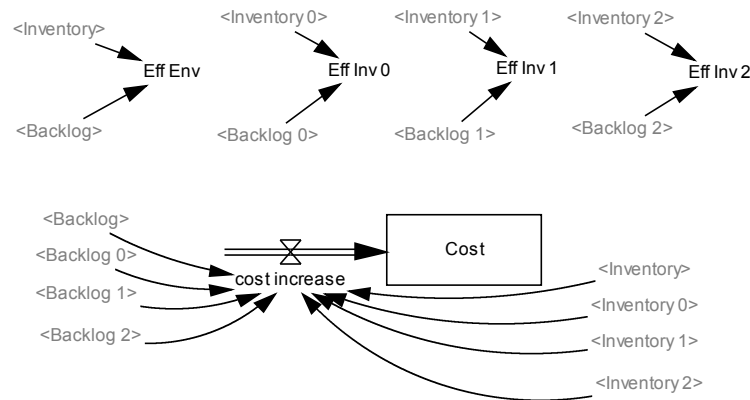 <Inventory>
Eff Env
<Backlog>
<Inventory 0>
Eff Inv 0
<Backlog 0>
<Inventory 1>
Eff Inv 1
<Backlog 1>
<Inventory 2>
Eff Inv 2
<Backlog 2>
<Backlog>
<Backlog 0>
<Backlog 1>
<Backlog 2>
cost increase
Cost
<Inventory>
<Inventory 0>
<Inventory 1>
<Inventory 2>